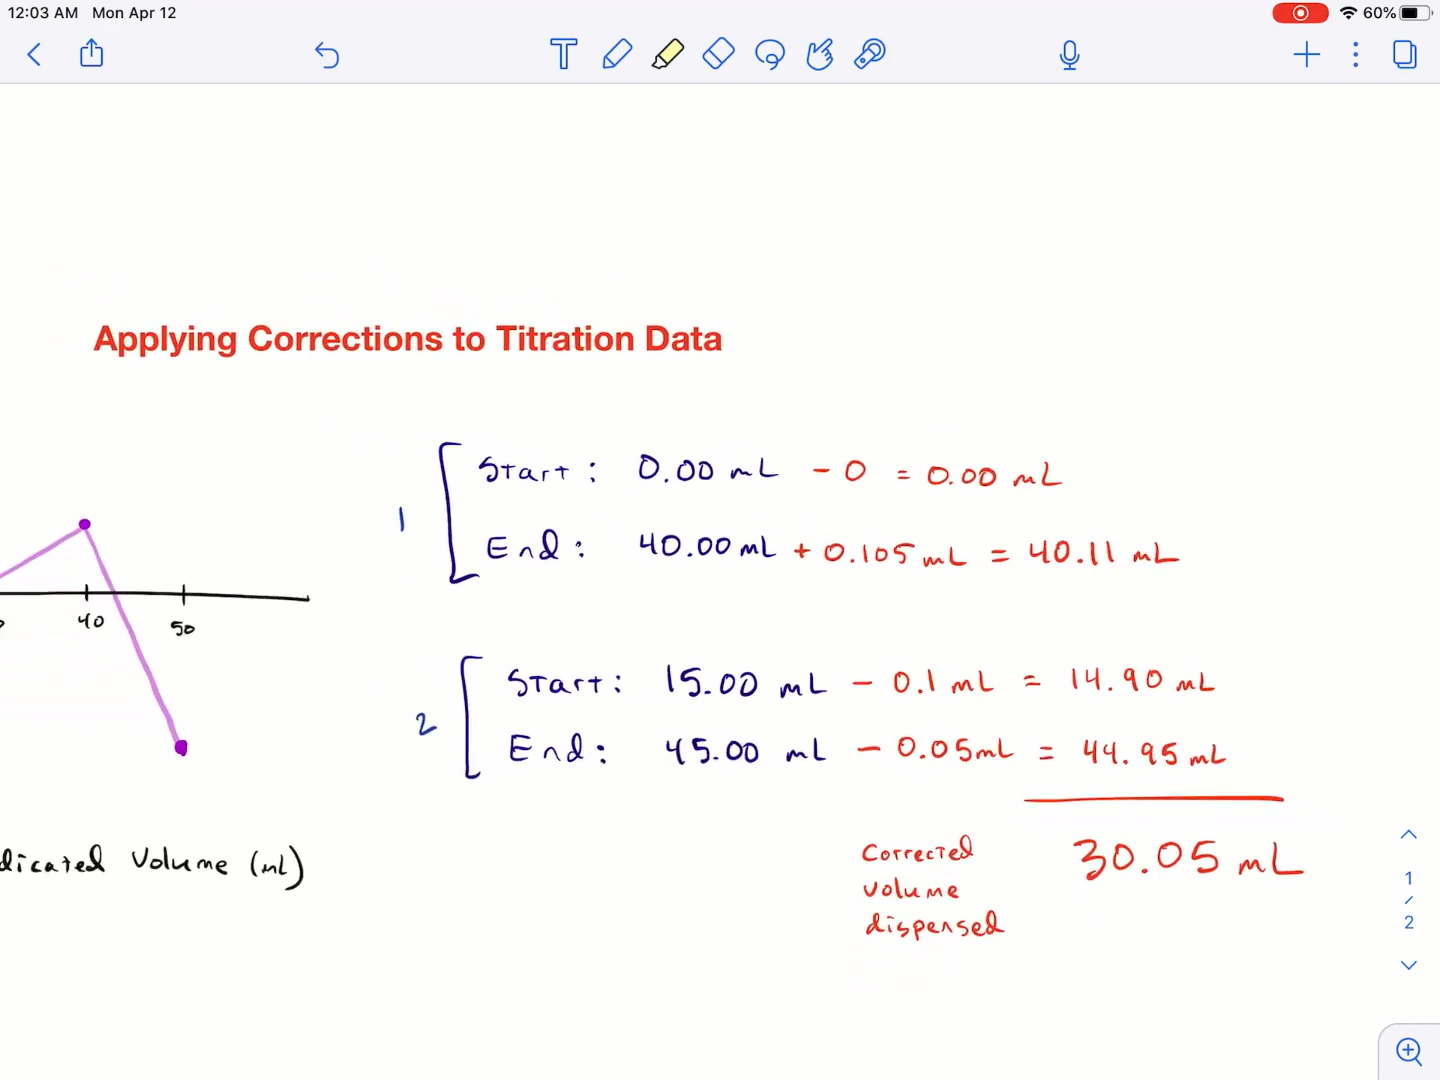 12:03 AM Mon Apr 12
60%
T
Applying Corrections to Titration Data
1
Start: 0.00 mL - 0 = 0.00 mL
End: 40.00 mL + 0.105 mL = 40.11 mL
40
50
2
Start: 15.00 mL - 0.1 mL = 14.90 mL
End: 45.00 mL - 0.05 mL = 44.95 mL
dicated Volume (mL)
Corrected
volume
dispensed
30.05 mL
1
/
2